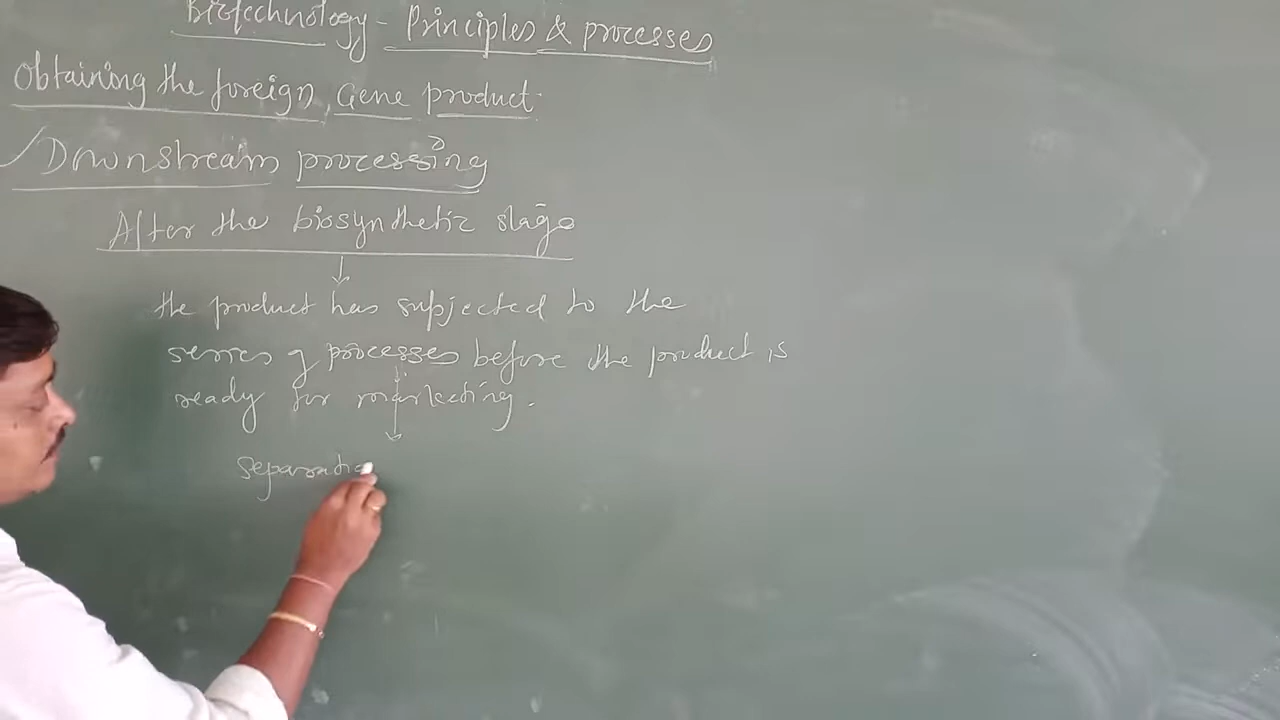 Biotechnology - Principles & processes
Obtaining the foreign Gene product.
Downstream processing
After the biosynthetic stage
the product has subjected to the
series of processes before the product is
ready for marketing.
separatio